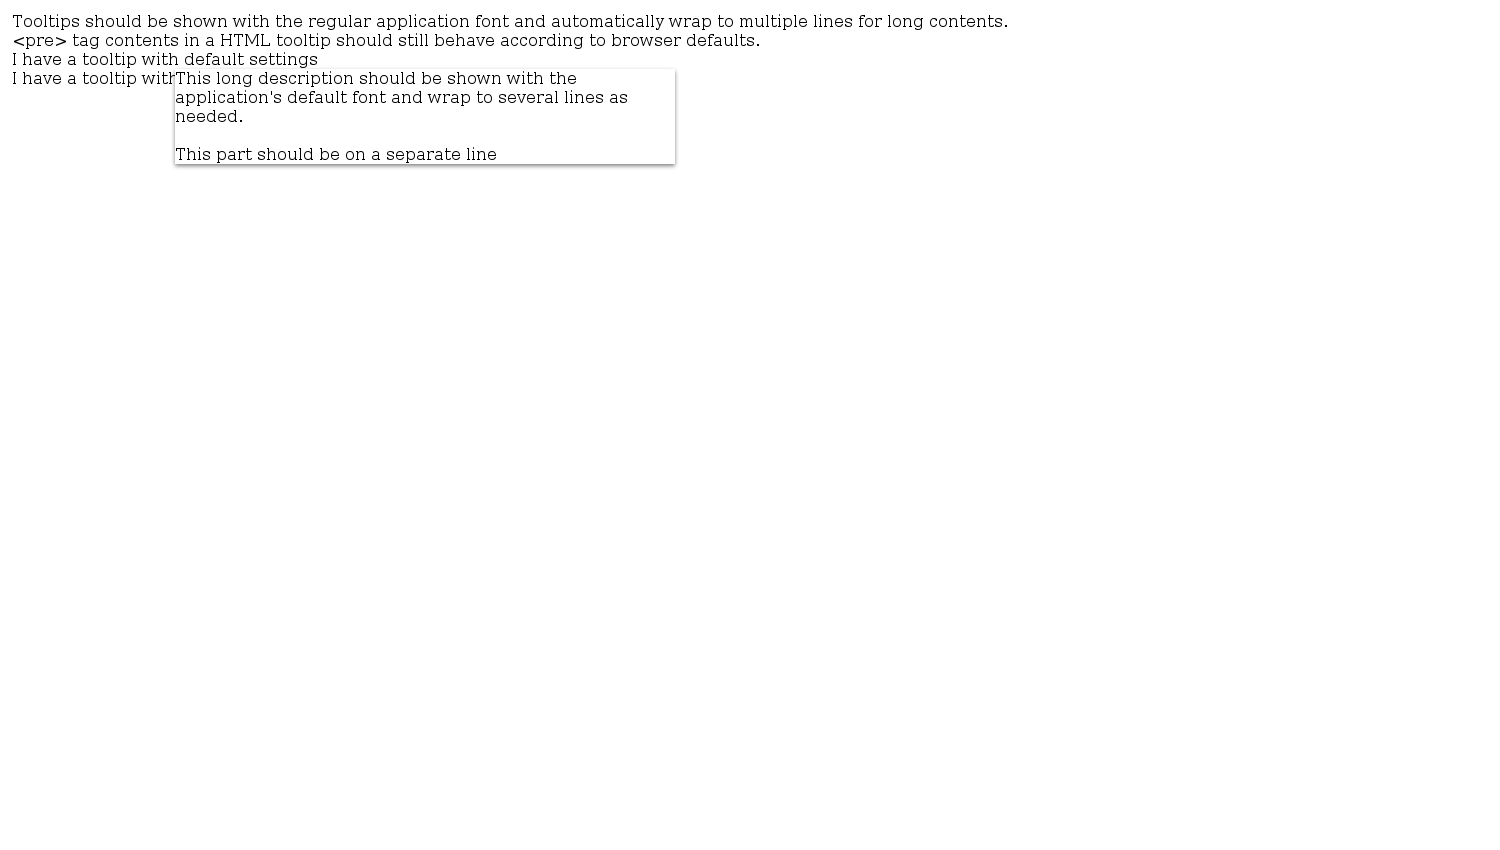 Tooltips should be shown with the regular application font and automatically wrap to multiple lines for long contents.
<pre> tag contents in a HTML tooltip should still behave according to browser defaults.
I have a tooltip with default settings
I have a tooltip with
This long description should be shown with the
application's default font and wrap to several lines as
needed.
This part should be on a separate line